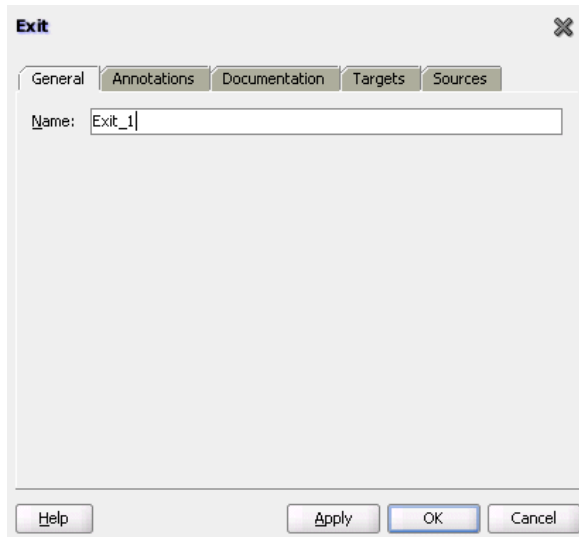 Exit
General Annotations Documentation Targets Sources
Name: Exit_1
Help Apply OK Cancel